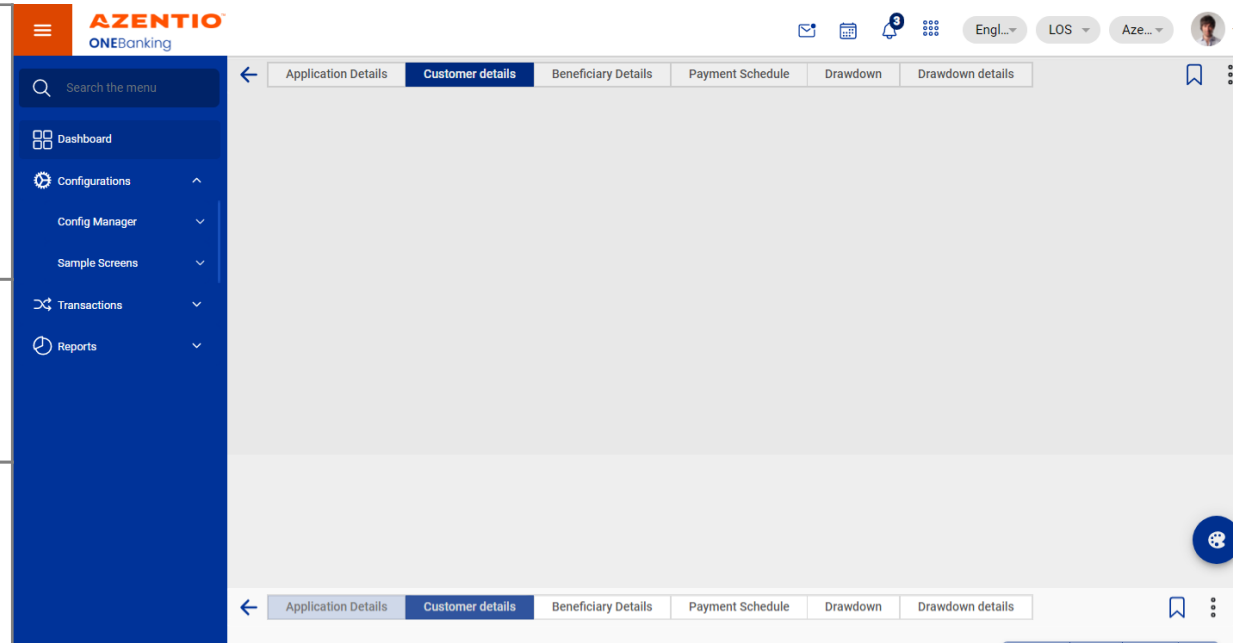 AZENTIO
ONEBanking
3
Engl...
LOS
Aze...
Search the menu
Dashboard
Configurations
Config Manager
Sample Screens
Transactions
Reports
Application Details Customer details Beneficiary Details Payment Schedule Drawdown Drawdown details
Application Details Customer details Beneficiary Details Payment Schedule Drawdown Drawdown details